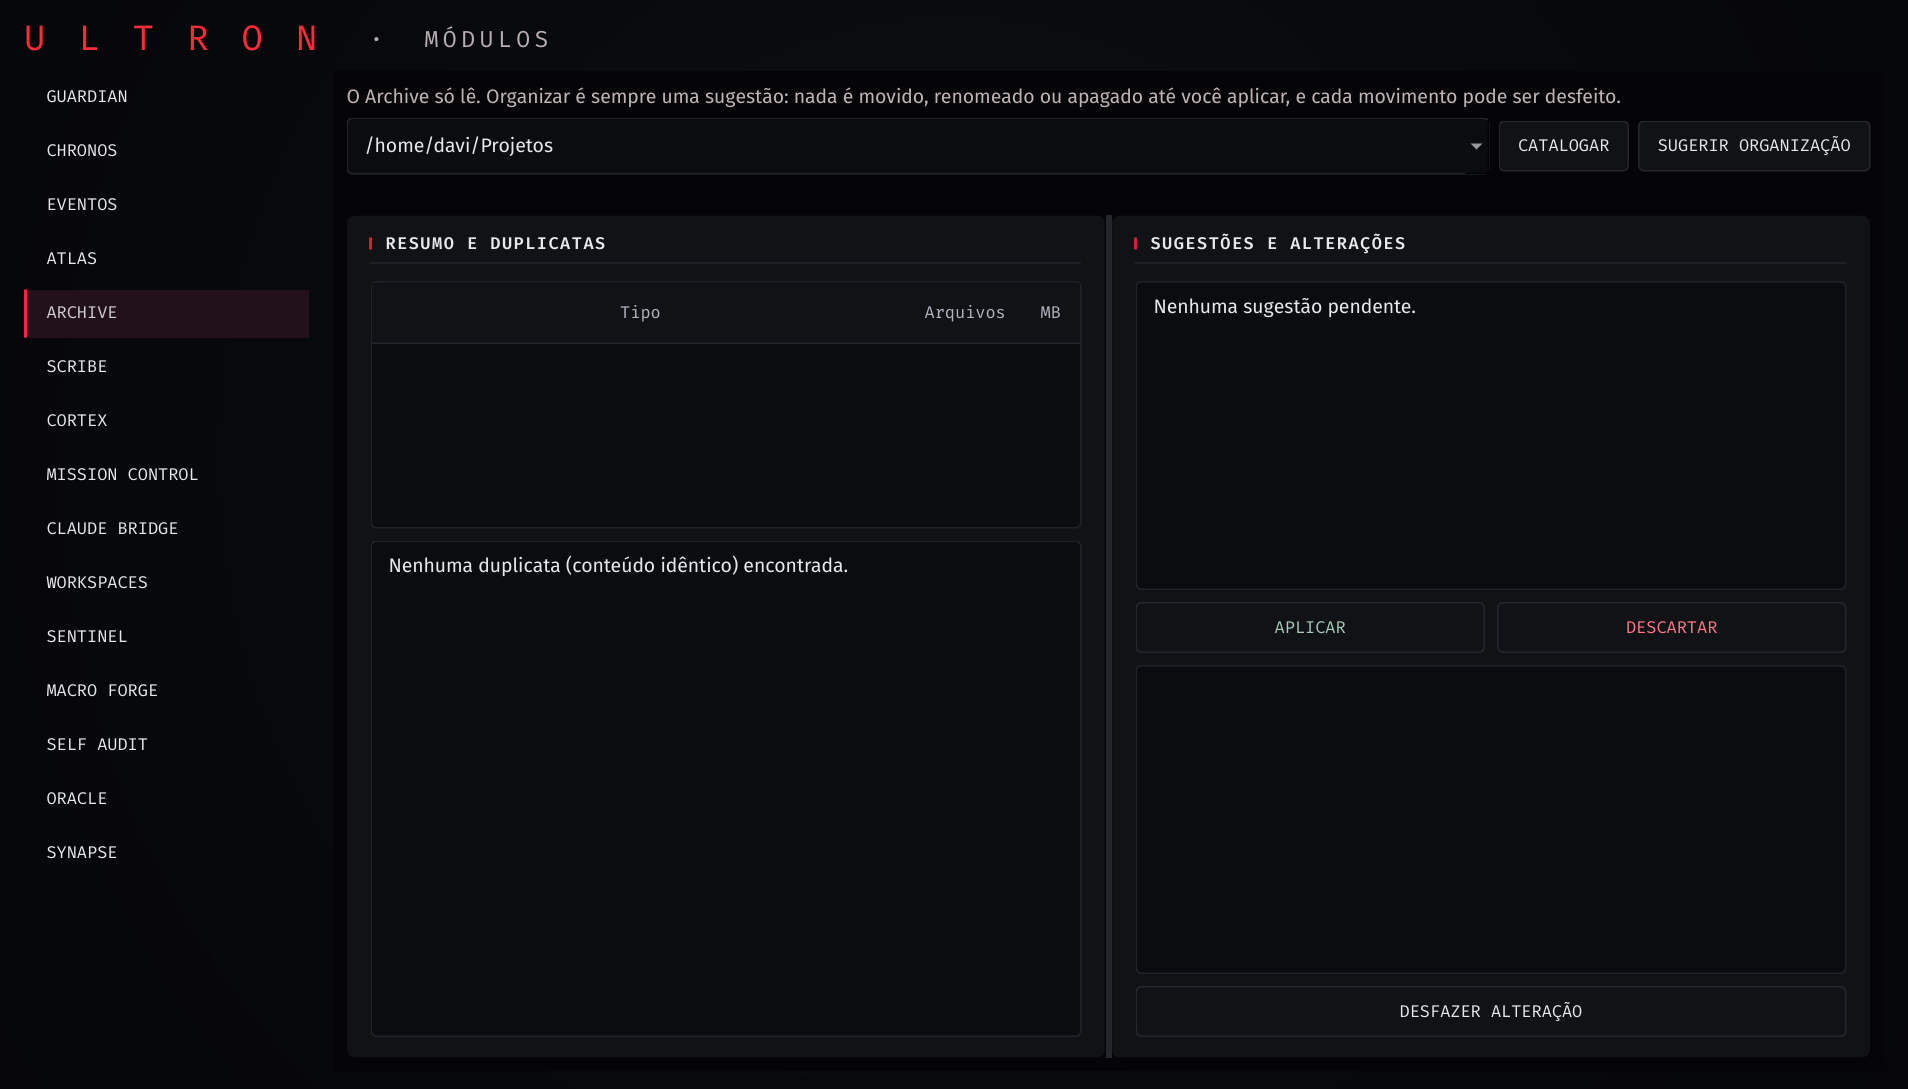 ULTRON · MÓDULOS
GUARDIAN
CHRONOS
EVENTOS
ATLAS
ARCHIVE
SCRIBE
CORTEX
MISSION CONTROL
CLAUDE BRIDGE
WORKSPACES
SENTINEL
MACRO FORGE
SELF AUDIT
ORACLE
SYNAPSE
O Archive só lê. Organizar é sempre uma sugestão: nada é movido, renomeado ou apagado até você aplicar, e cada movimento pode ser desfeito.
/home/davi/Projetos
CATALOGAR
SUGERIR ORGANIZAÇÃO
RESUMO E DUPLICATAS
Tipo Arquivos MB
Nenhuma duplicata (conteúdo idêntico) encontrada.
SUGESTÕES E ALTERAÇÕES
Nenhuma sugestão pendente.
APLICAR
DESCARTAR
DESFAZER ALTERAÇÃO